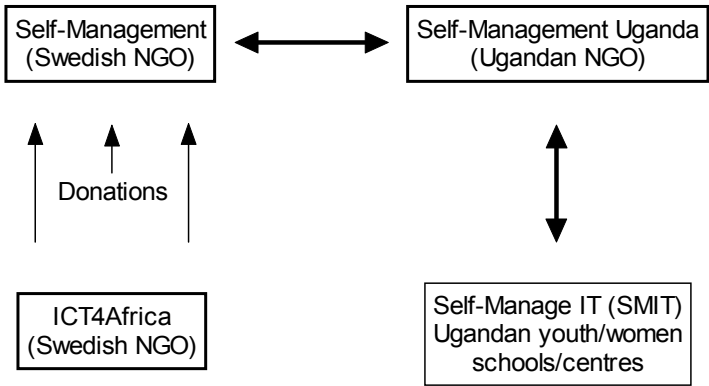 Self-Management
(Swedish NGO)
Self-Management Uganda
(Ugandan NGO)
Donations
ICT4Africa
(Swedish NGO)
Self-Manage IT (SMIT)
Ugandan youth/women
schools/centres